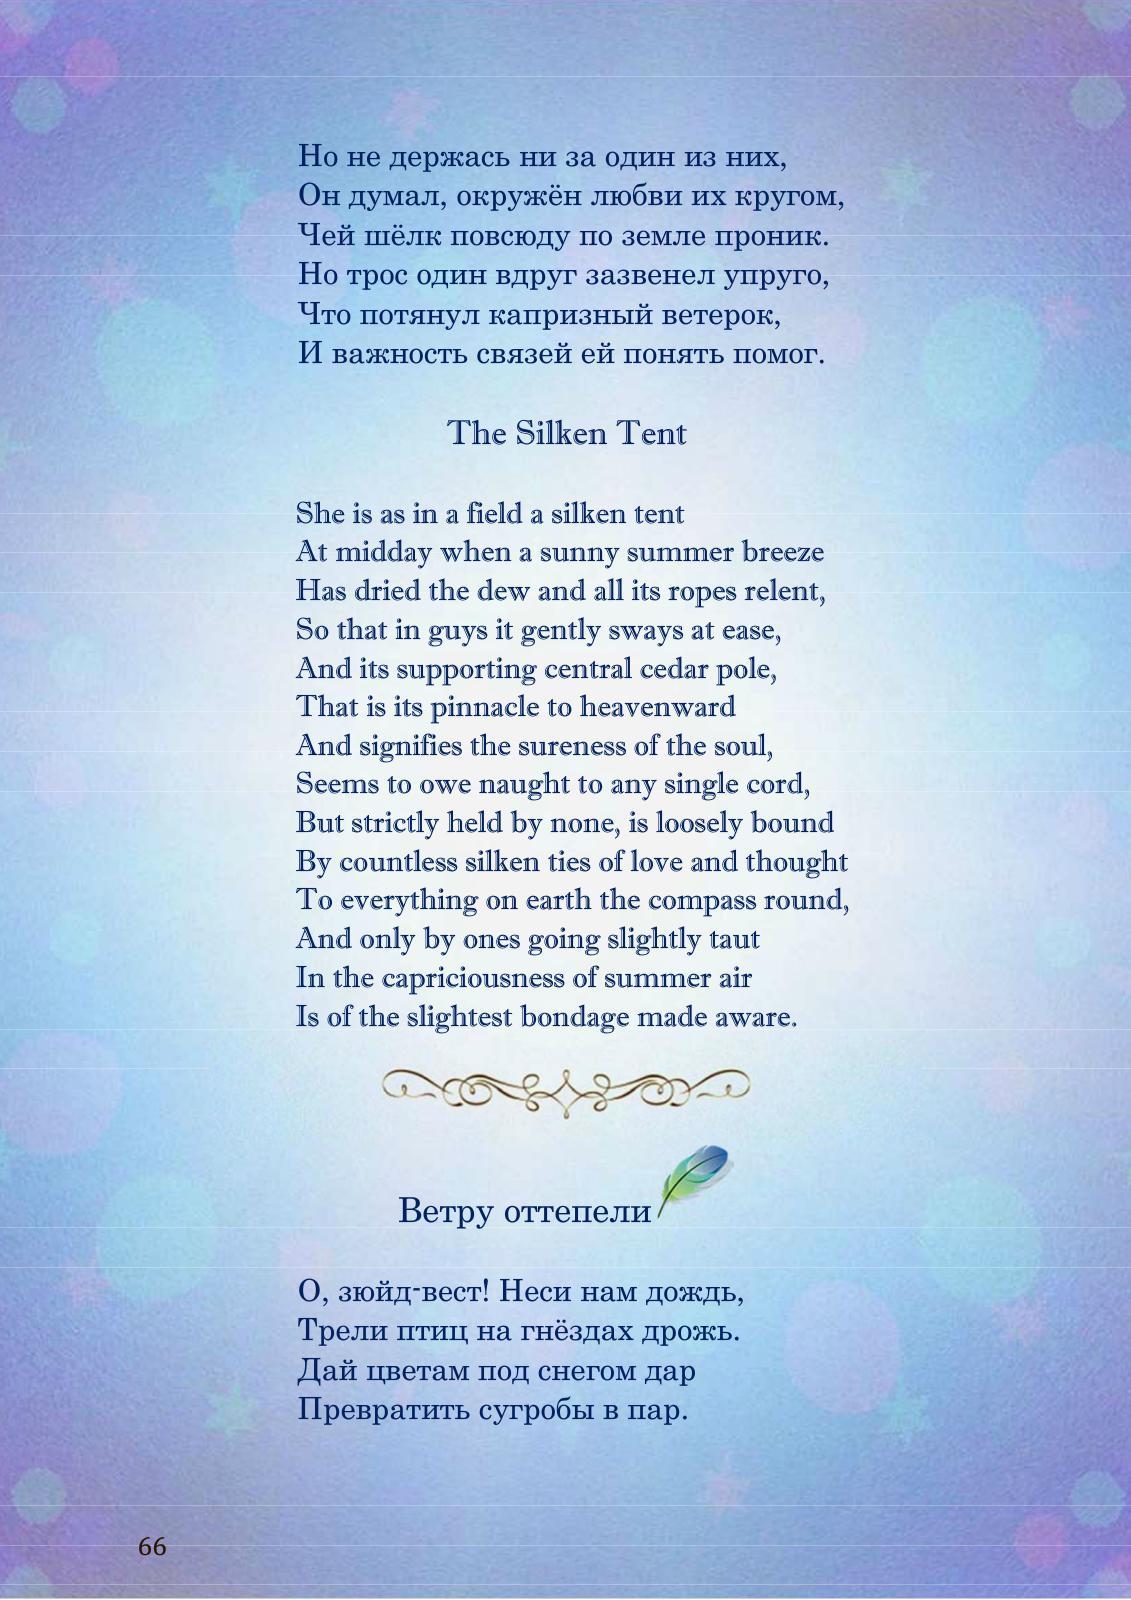 Но не держась ни за один из них,
Он думал, окружён любви их кругом,
Чей шёлк повсюду по земле проник.
Но трос один вдруг зазвенел упруго,
Что потянул капризный ветерок,
И важность связей ей понять помог.
The Silken Tent
She is as in a field a silken tent
At midday when a sunny summer breeze
Has dried the dew and all its ropes relent,
So that in guys it gently sways at ease,
And its supporting central cedar pole,
That is its pinnacle to heavenward
And signifies the sureness of the soul,
Seems to owe naught to any single cord,
But strictly held by none, is loosely bound
By countless silken ties of love and thought
To everything on earth the compass round,
And only by ones going slightly taut
In the capriciousness of summer air
Is of the slightest bondage made aware.
Ветру оттепели
О, зюйд-вест! Неси нам дождь,
Трели птиц на гнёздах дрожь.
Дай цветам под снегом дар
Превратить сугробы в пар.
66